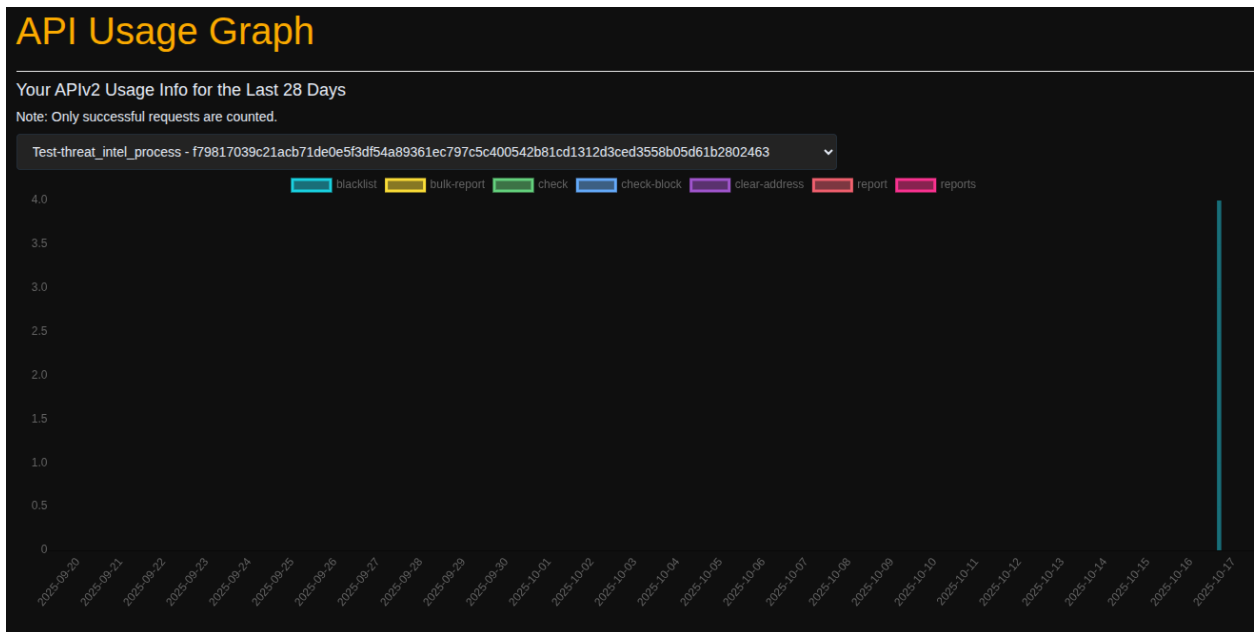 API Usage Graph
Your APIv2 Usage Info for the Last 28 Days
Note: Only successful requests are counted.
Test-threat_intel_process - f79817039c21acb71de0e5f3df54a89361ec797c5c400542b81cd1312d3ced3558b05d61b2802463
blacklist bulk-report check check-block clear-address report reports
4.0
3.5
3.0
2.5
2.0
1.5
1.0
0.5
0
2025-09-20 2025-09-21 2025-09-22 2025-09-23 2025-09-24 2025-09-25 2025-09-26 2025-09-27 2025-09-28 2025-09-29 2025-09-30 2025-10-01 2025-10-02 2025-10-03 2025-10-04 2025-10-05 2025-10-06 2025-10-07 2025-10-08 2025-10-09 2025-10-10 2025-10-11 2025-10-12 2025-10-13 2025-10-14 2025-10-15 2025-10-16 2025-10-17